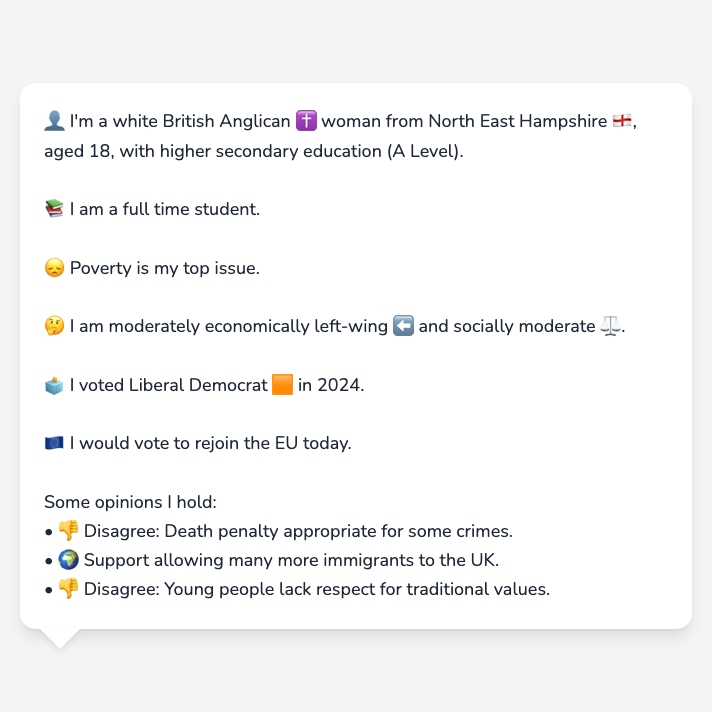 👤 I'm a white British Anglican ✝️ woman from North East Hampshire 🏴󠁧󠁢󠁥󠁮󠁧󠁿,
aged 18, with higher secondary education (A Level).
📚 I am a full time student.
😞 Poverty is my top issue.
🤔 I am moderately economically left-wing ⬅️ and socially moderate ⚖️.
🗳️ I voted Liberal Democrat 🟧 in 2024.
🇪🇺 I would vote to rejoin the EU today.
Some opinions I hold:
• 👎 Disagree: Death penalty appropriate for some crimes.
• 🌍 Support allowing many more immigrants to the UK.
• 👎 Disagree: Young people lack respect for traditional values.